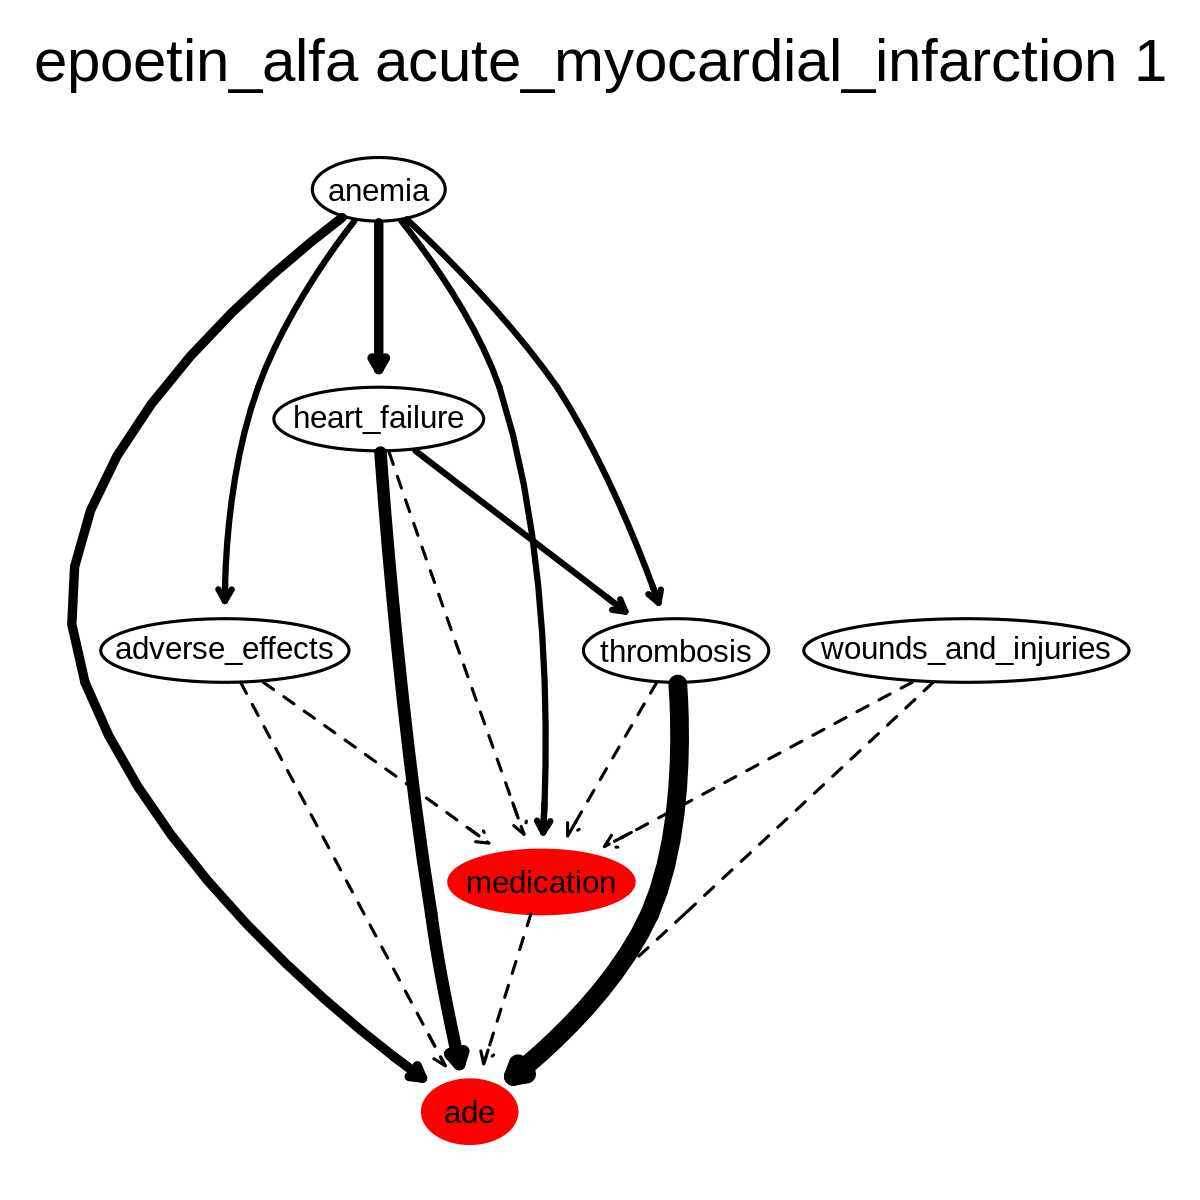 epoetin_alfa acute_myocardial_infarction 1
anemia
heart_failure
adverse_effects
thrombosis
wounds_and_injuries
medication
ade